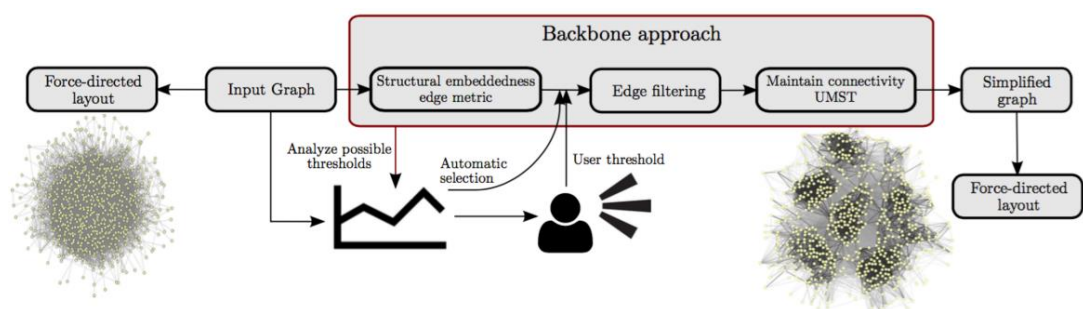 Backbone approach
Force-directed
layout
Input Graph
Structural embeddedness
edge metric
Edge filtering
Maintain connectivity
UMST
Simplified
graph
Analyze possible
thresholds
Automatic
selection
User threshold
Force-directed
layout